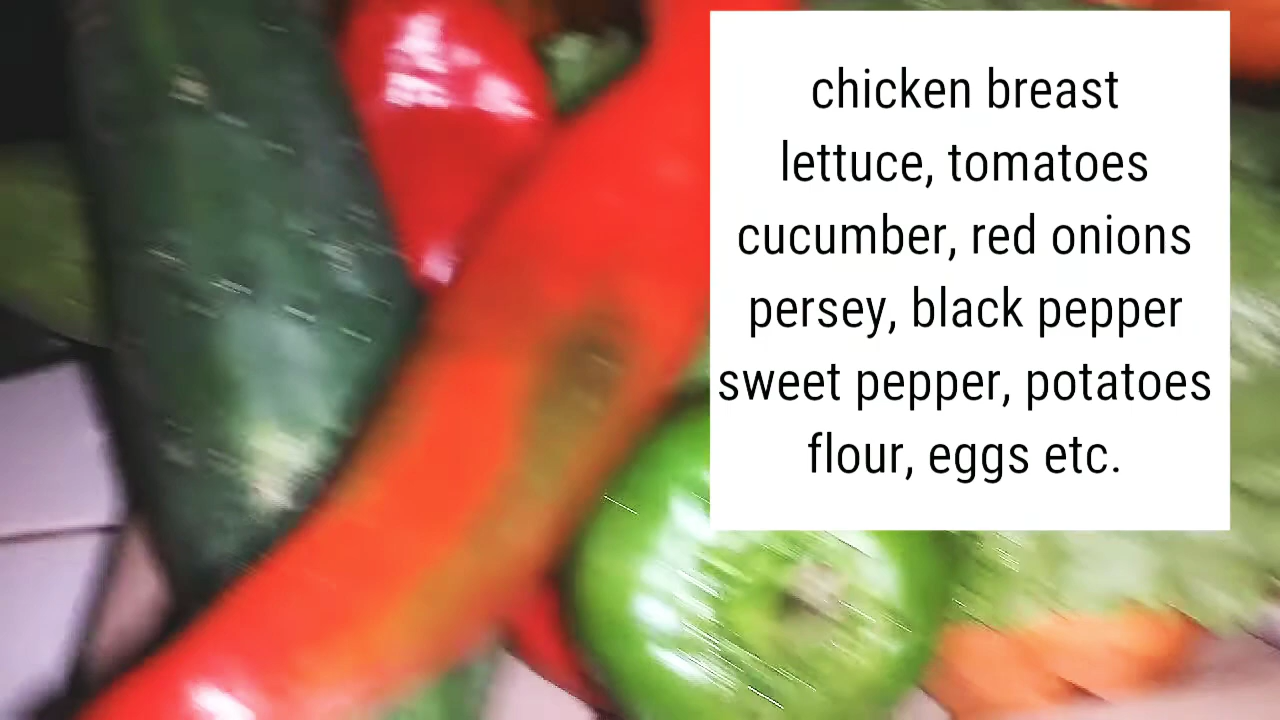 chicken breast
lettuce, tomatoes
cucumber, red onions
persey, black pepper
sweet pepper, potatoes
flour, eggs etc.